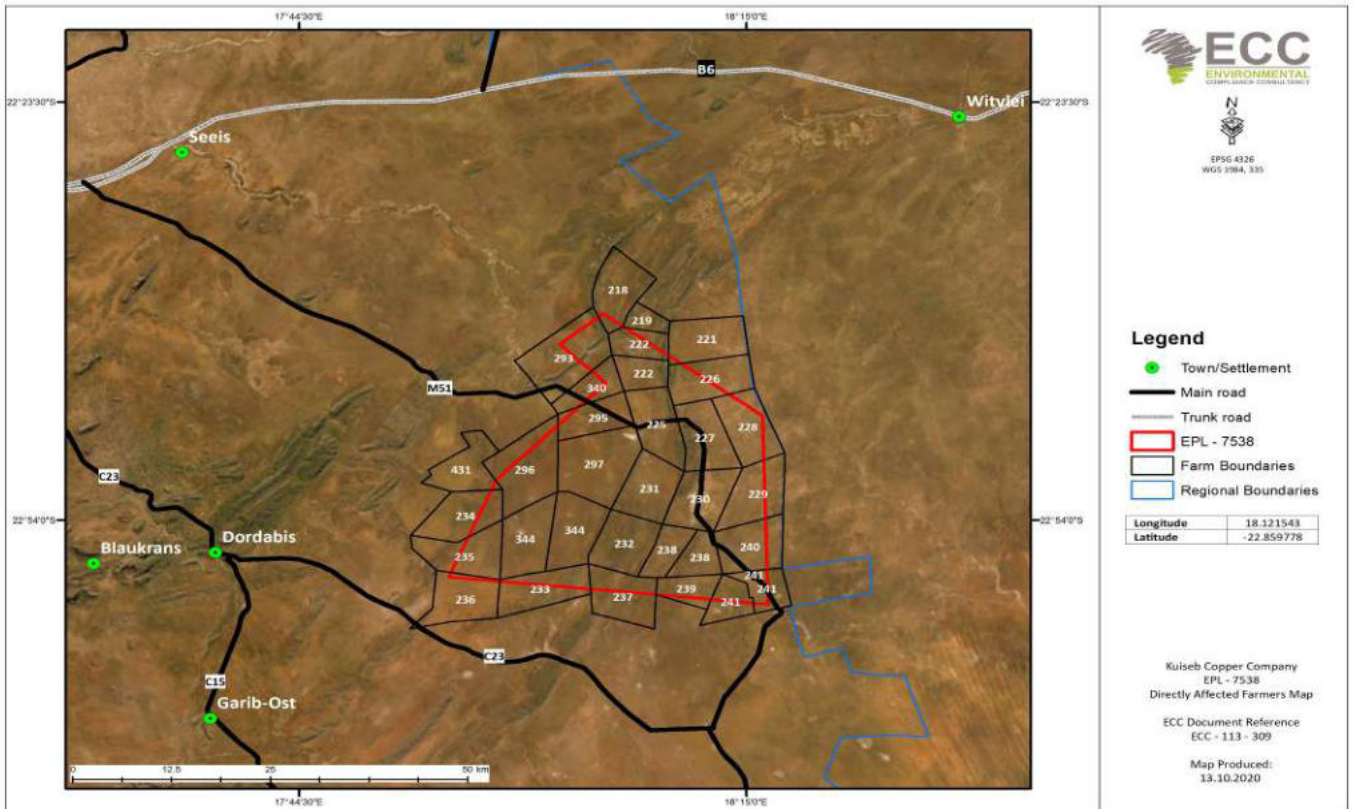 17°44'30"E 18°15'0"E
22°23'30"S 22°23'30"S
B6
Witvlei
Seeis
218
219
221
222
293
222
226
340
M51
295
225
228
227
431
296
297
C23
231
229
230
234
22°54'0"S 22°54'0"S
344
344
232
238
238
240
Dordabis
Blaukrans
235
241
233
239
241
236
237
241
C23
C15
Garib-Ost
0 12.5 25 50 km
17°44'30"E 18°15'0"E
ECC
ENVIRONMENTAL
COMPLIANCE CONSULTANCY
N
EPSG 4326
WGS 1984, 33S
Legend
Town/Settlement
Main road
Trunk road
EPL - 7538
Farm Boundaries
Regional Boundaries
Longitude 18.121543
Latitude -22.859778
Kuiseb Copper Company
EPL - 7538
Directly Affected Farmers Map
ECC Document Reference
ECC - 113 - 309
Map Produced:
13.10.2020